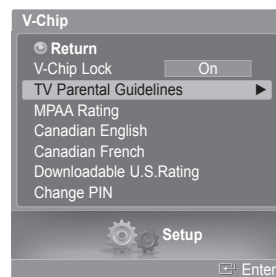 V-Chip
Return
V-Chip Lock On
TV Parental Guidelines
MPAA Rating
Canadian English
Canadian French
Downloadable U.S.Rating
Change PIN
Setup
Enter